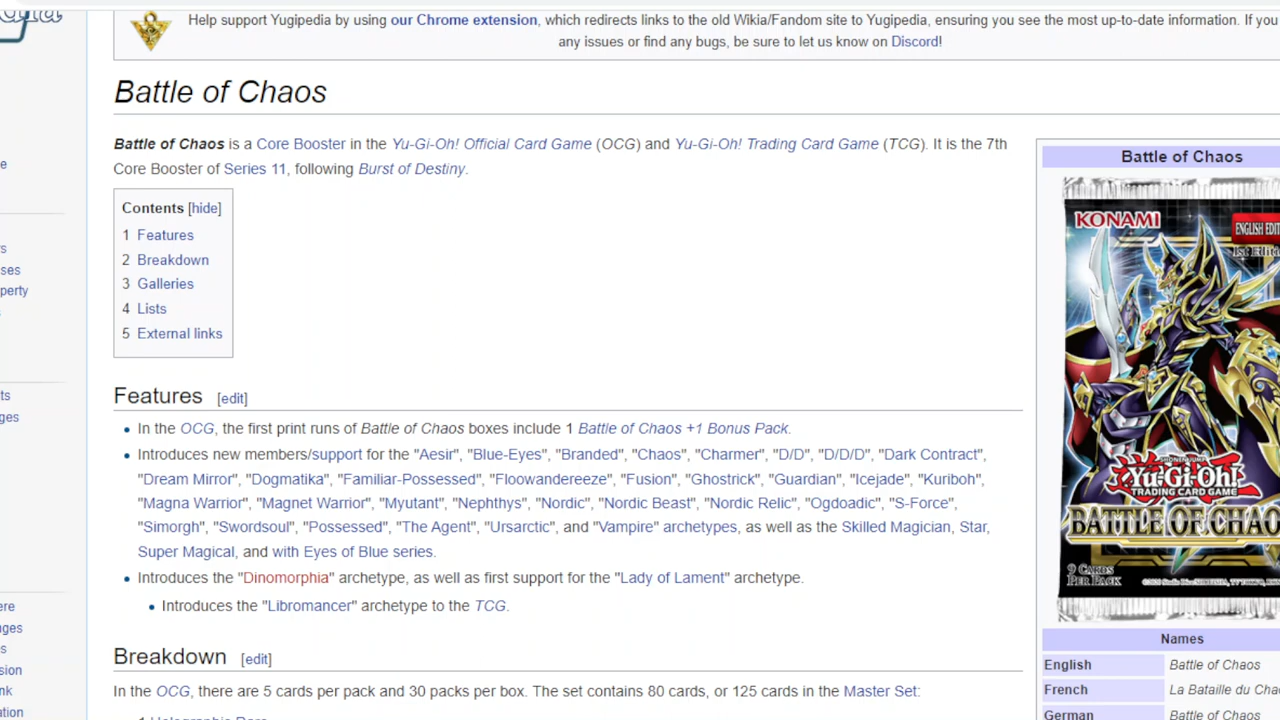 Help support Yugipedia by using our Chrome extension, which redirects links to the old Wikia/Fandom site to Yugipedia, ensuring you see the most up-to-date information. If you
any issues or find any bugs, be sure to let us know on Discord!
Battle of Chaos
Battle of Chaos is a Core Booster in the Yu-Gi-Oh! Official Card Game (OCG) and Yu-Gi-Oh! Trading Card Game (TCG). It is the 7th
Core Booster of Series 11, following Burst of Destiny.
Contents [hide]
1 Features
2 Breakdown
3 Galleries
4 Lists
5 External links
Features [edit]
• In the OCG, the first print runs of Battle of Chaos boxes include 1 Battle of Chaos +1 Bonus Pack.
• Introduces new members/support for the "Aesir", "Blue-Eyes", "Branded", "Chaos", "Charmer", "D/D", "D/D/D", "Dark Contract",
"Dream Mirror", "Dogmatika", "Familiar-Possessed", "Floowandereeze", "Fusion", "Ghostrick", "Guardian", "Icejade", "Kuriboh",
"Magna Warrior", "Magnet Warrior", "Myutant", "Nephthys", "Nordic", "Nordic Beast", "Nordic Relic", "Ogdoadic", "S-Force",
"Simorgh", "Swordsoul", "Possessed", "The Agent", "Ursarctic", and "Vampire" archetypes, as well as the Skilled Magician, Star,
Super Magical, and with Eyes of Blue series.
• Introduces the "Dinomorphia" archetype, as well as first support for the "Lady of Lament" archetype.
• Introduces the "Libromancer" archetype to the TCG.
Breakdown [edit]
In the OCG, there are 5 cards per pack and 30 packs per box. The set contains 80 cards, or 125 cards in the Master Set:
1 Holographic Rare
Battle of Chaos
KONAMI
ENGLISH EDIT
1st Editi
SHONEN JUMP
Yu-Gi-Oh!
TRADING CARD GAME
BATTLE OF CHAO
9 CARDS
PER PACK
Names
English Battle of Chaos
French La Bataille du Cha
German Battle of Chaos